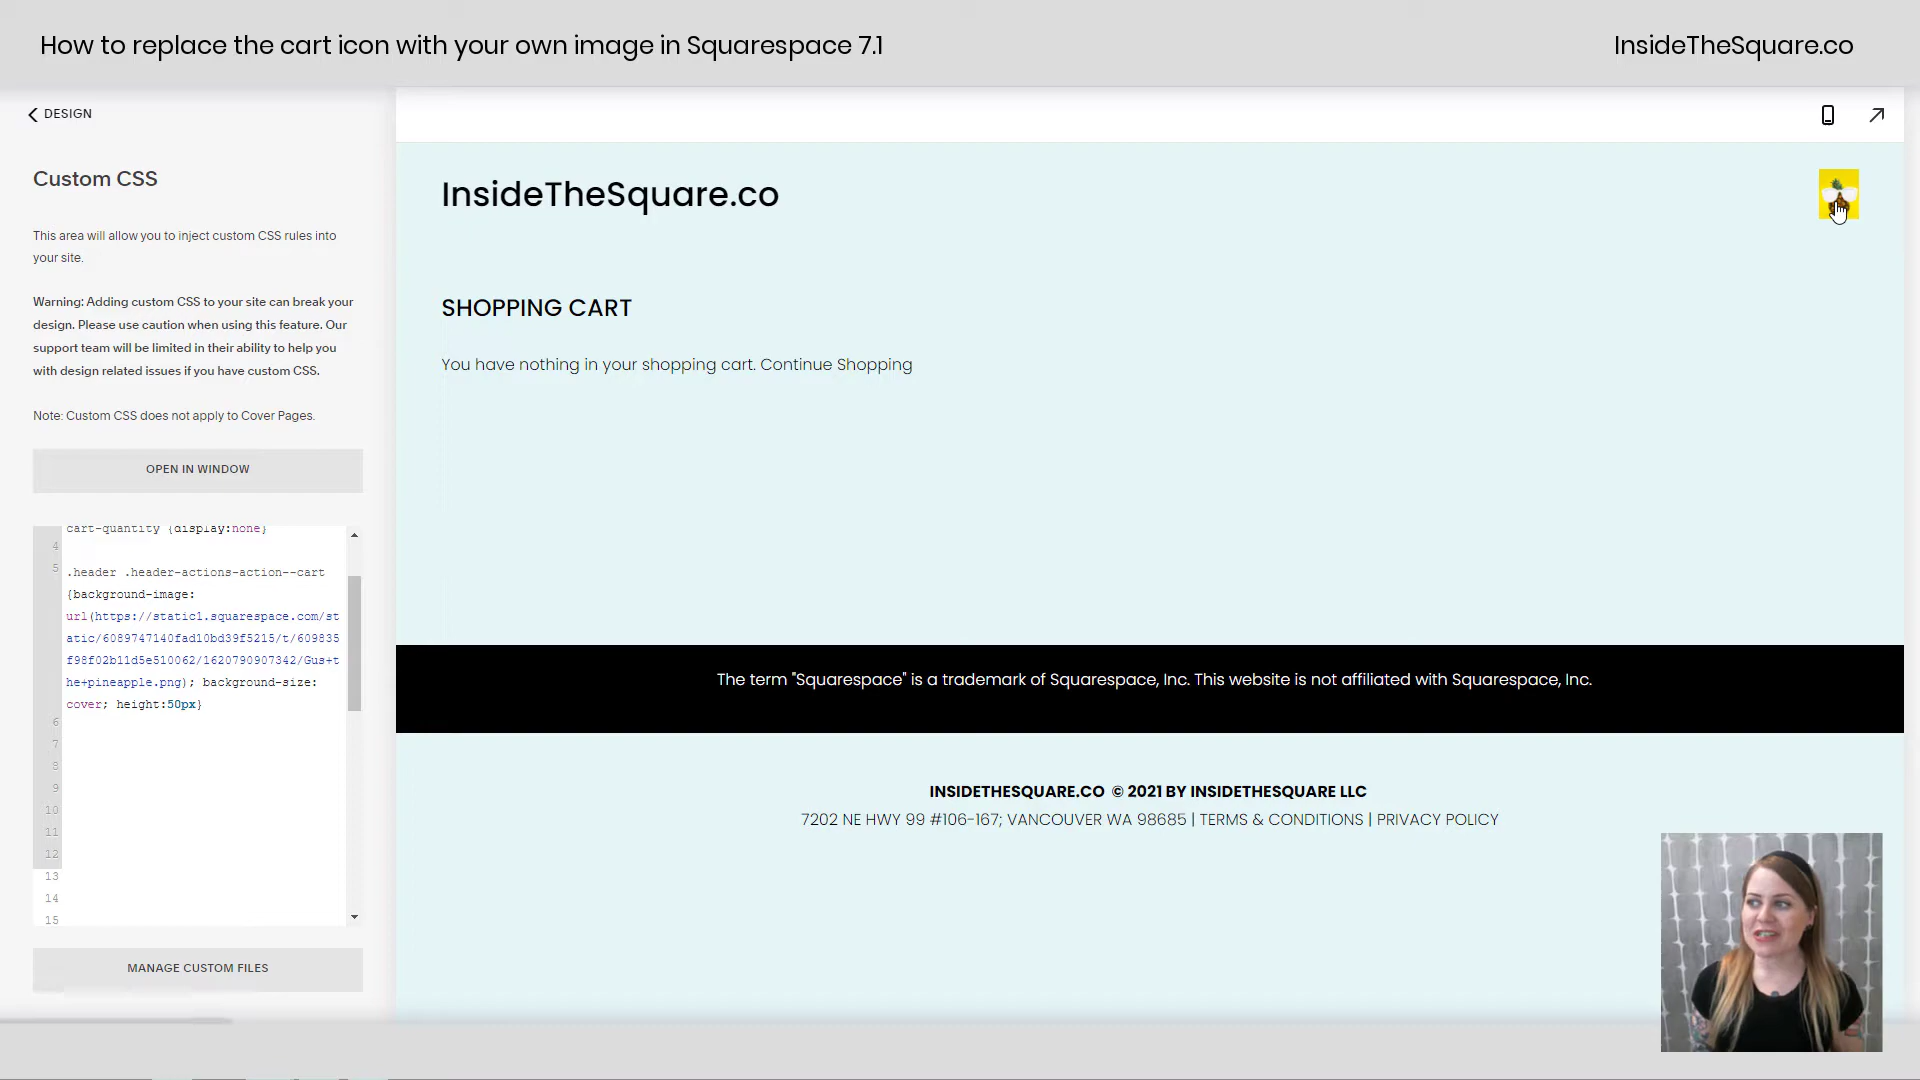 How to replace the cart icon with your own image in Squarespace 7.1
InsideTheSquare.co
DESIGN
Custom CSS
This area will allow you to inject custom CSS rules into
your site.
Warning: Adding custom CSS to your site can break your
design. Please use caution when using this feature. Our
support team will be limited in their ability to help you
with design related issues if you have custom CSS.
Note: Custom CSS does not apply to Cover Pages.
OPEN IN WINDOW
cart-quantity {display:none}
4
5
.header .header-actions-action--cart
{background-image:
url(https://static1.squarespace.com/st
atic/6089747140fad10bd39f5215/t/609835
f98f02b11d5e510062/1620790907342/Gus+t
he+pineapple.png); background-size:
cover; height:50px}
6
7
8
9
10
11
12
13
14
15
MANAGE CUSTOM FILES
InsideTheSquare.co
SHOPPING CART
You have nothing in your shopping cart. Continue Shopping
The term "Squarespace" is a trademark of Squarespace, Inc. This website is not affiliated with Squarespace, Inc.
INSIDETHESQUARE.CO © 2021 BY INSIDETHESQUARE LLC
7202 NE HWY 99 #106-167; VANCOUVER WA 98685 | TERMS & CONDITIONS | PRIVACY POLICY